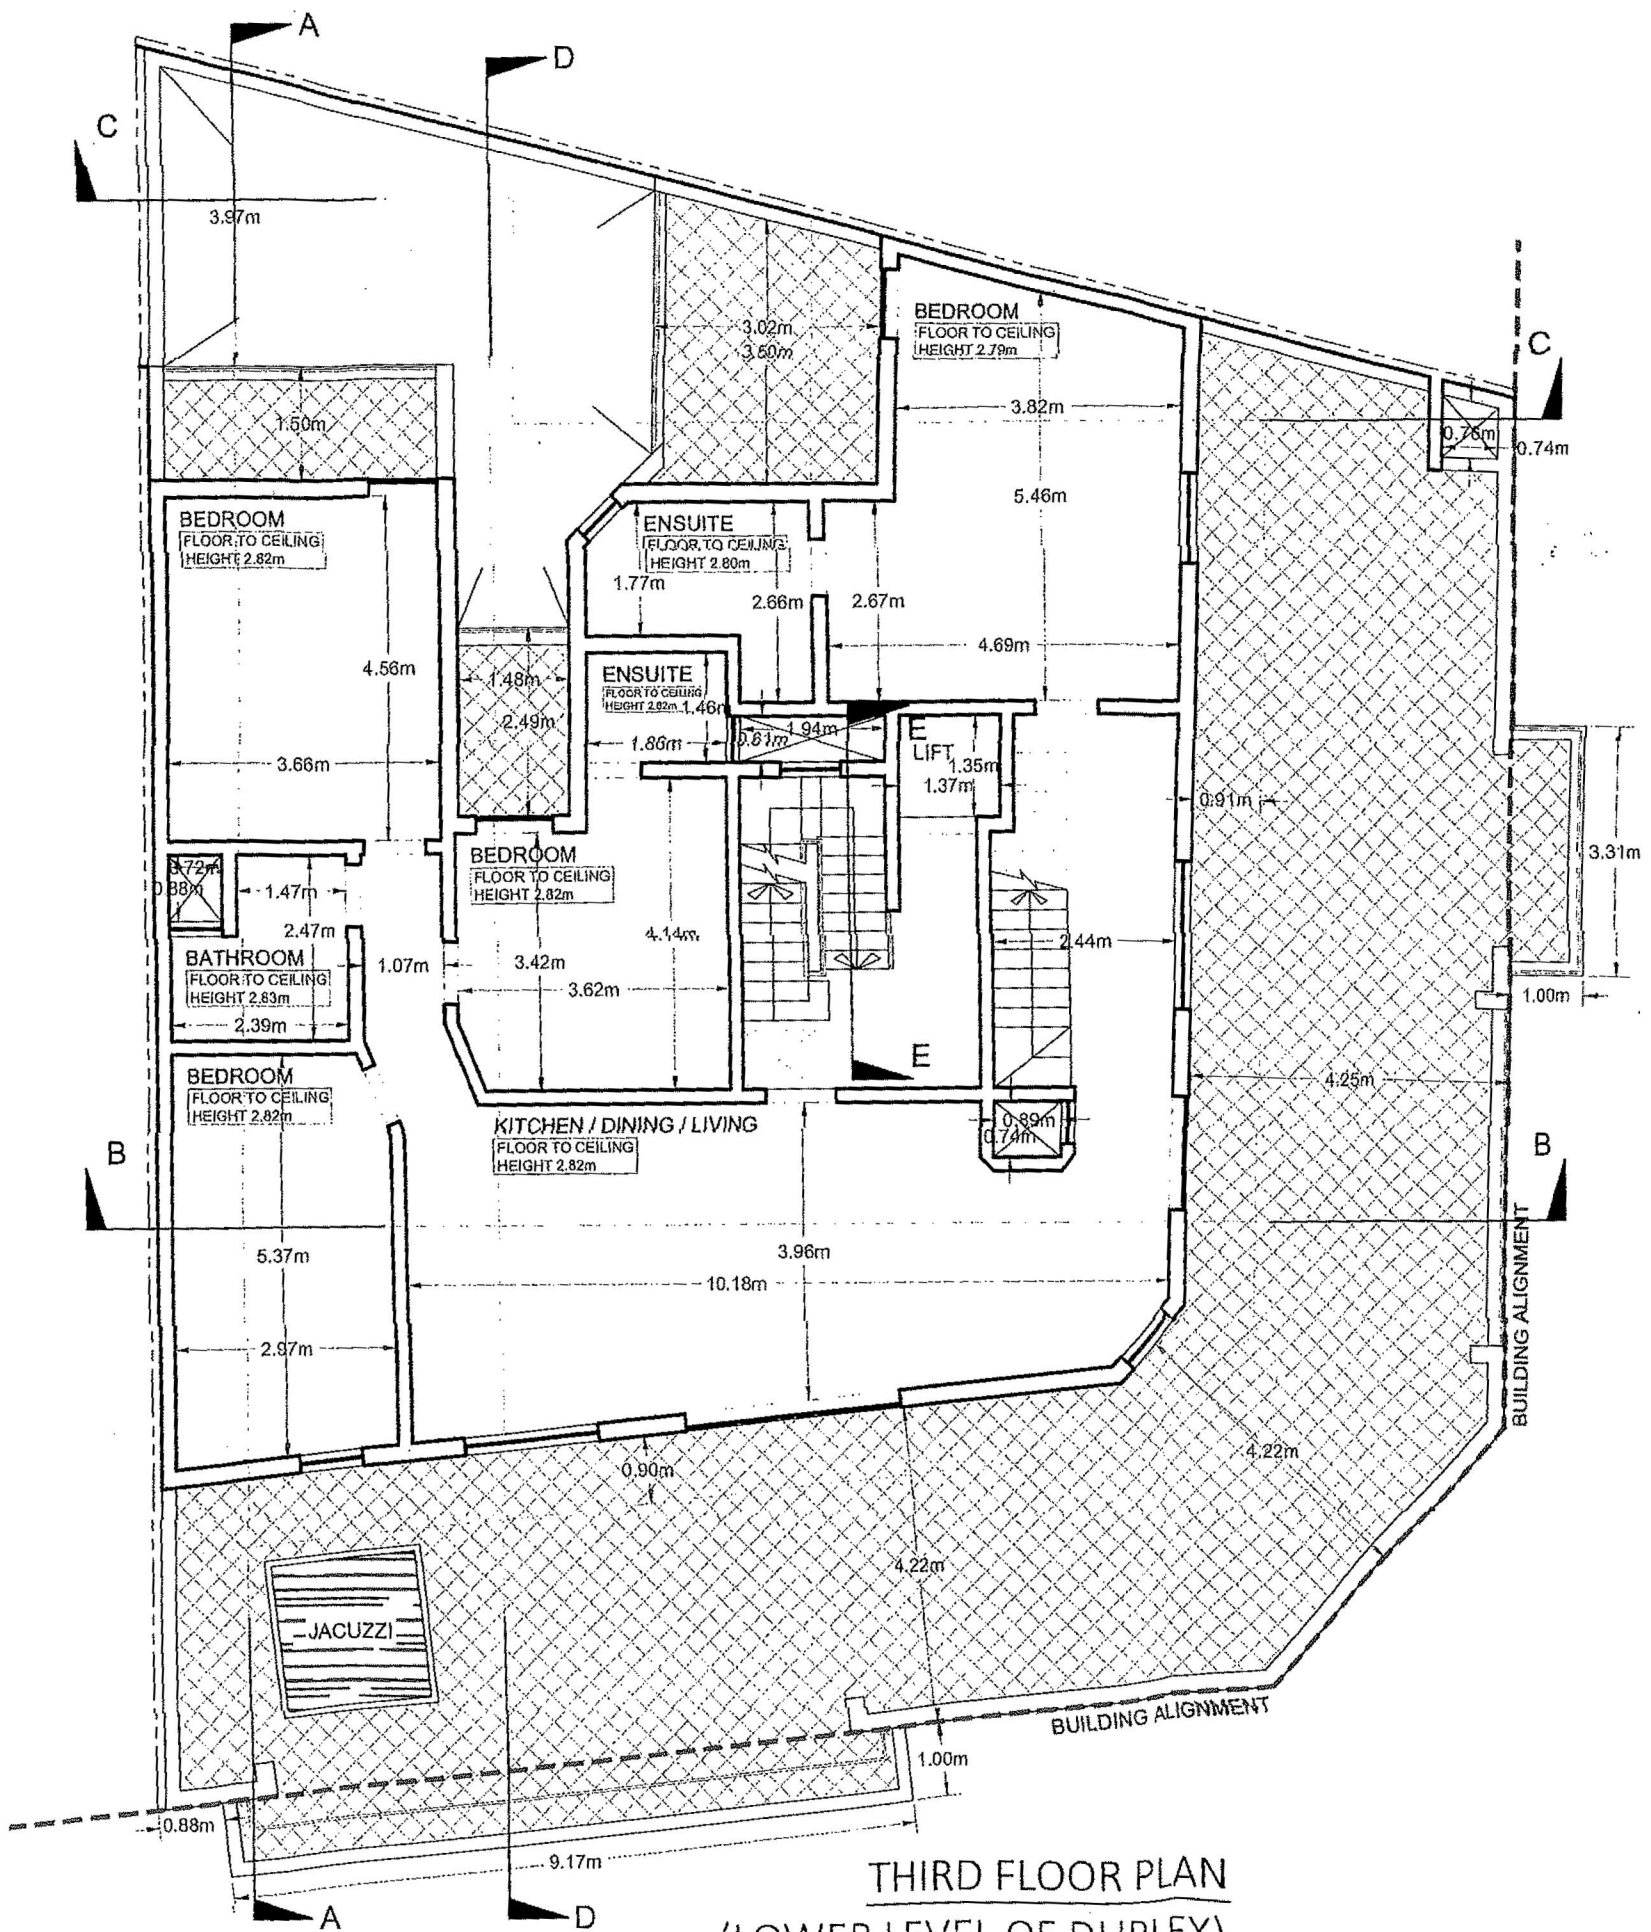 A
D
C
3.97m
BEDROOM
FLOOR TO CEILING
HEIGHT 2.79m
3.02m
3.50m
C
3.82m
1.50m
0.76m
0.74m
5.46m
BEDROOM
FLOOR TO CEILING
HEIGHT 2.82m
ENSUITE
FLOOR TO CEILING
HEIGHT 2.80m
1.77m
2.66m
2.67m
4.69m
4.56m
ENSUITE
FLOOR TO CEILING
1.48m
1.46m
2.49m
1.94m
E
0.61m
1.86m
LIFT
1.35m
3.66m
1.37m
0.91m
3.31m
BEDROOM
FLOOR TO CEILING
HEIGHT 2.82m
0.88m
1.47m
2.47m
4.14m
2.44m
BATHROOM
FLOOR TO CEILING
HEIGHT 2.83m
1.07m
3.42m
3.62m
1.00m
2.39m
E
BEDROOM
FLOOR TO CEILING
HEIGHT 2.82m
4.25m
KITCHEN / DINING / LIVING
FLOOR TO CEILING
HEIGHT 2.82m
0.89m
0.74m
B
B
5.37m
3.96m
10.18m
BUILDING ALIGNMENT
2.97m
4.22m
0.90m
4.22m
JACUZZI
BUILDING ALIGNMENT
1.00m
0.88m
9.17m
THIRD FLOOR PLAN
(LOWER LEVEL OF DUPLEX)
A
D